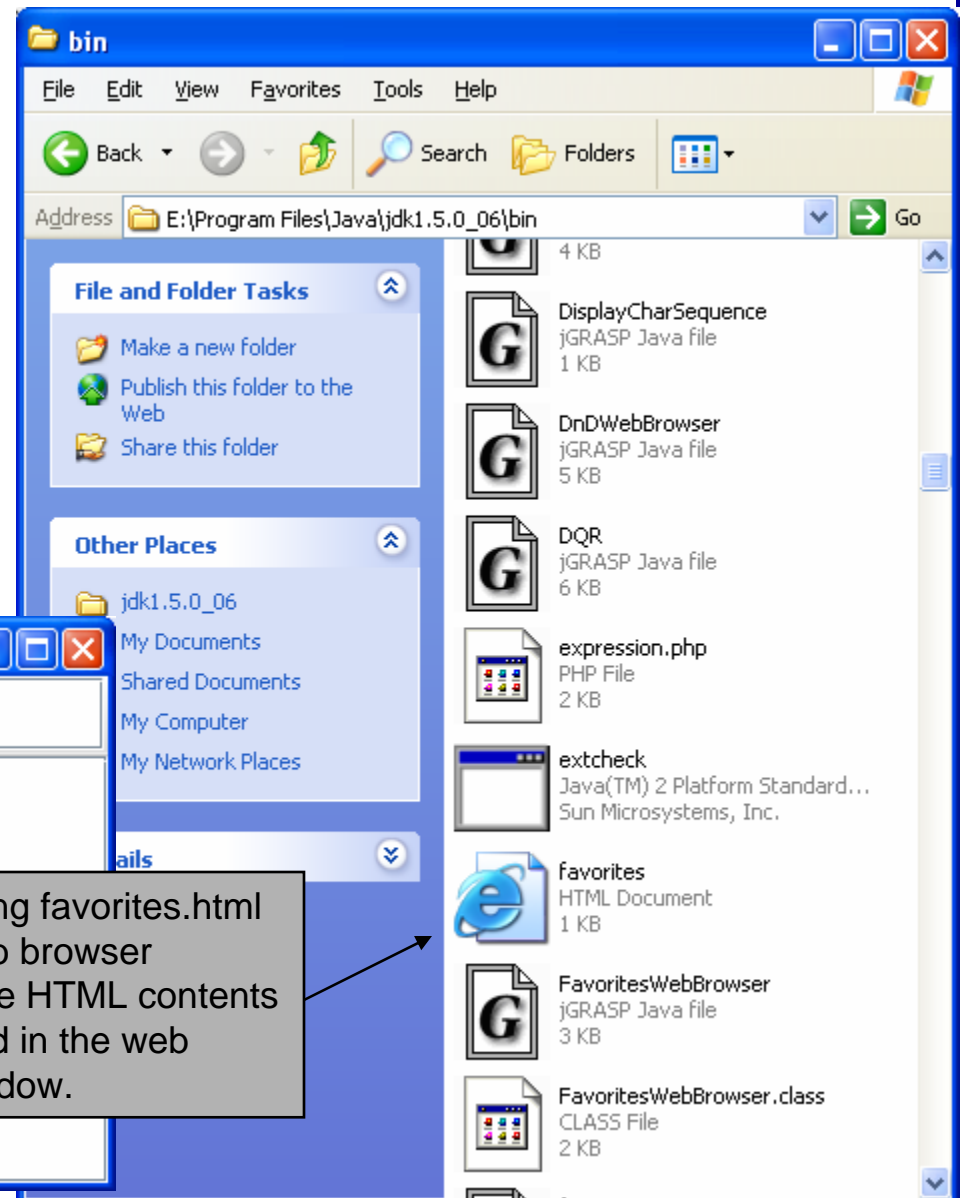 bin
File Edit View Favorites Tools Help
Back Search Folders
Address E:\Program Files\Java\jdk1.5.0_06\bin Go
File and Folder Tasks
Make a new folder
Publish this folder to the
Web
Share this folder
Other Places
jdk1.5.0_06
My Documents
Shared Documents
My Computer
My Network Places
ails
ng favorites.html
o browser
e HTML contents
d in the web
dow.
4 KB
DisplayCharSequence
jGRASP Java file
1 KB
DnDWebBrowser
jGRASP Java file
5 KB
DQR
jGRASP Java file
6 KB
expression.php
PHP File
2 KB
extcheck
Java(TM) 2 Platform Standard...
Sun Microsystems, Inc.
favorites
HTML Document
1 KB
FavoritesWebBrowser
jGRASP Java file
3 KB
FavoritesWebBrowser.class
CLASS File
2 KB